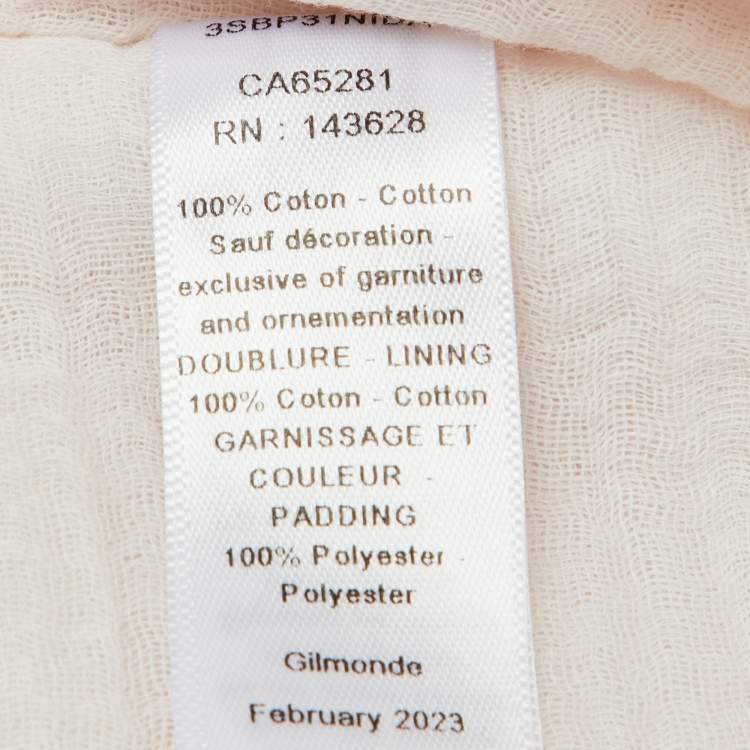 CA65281
RN : 143628
100% Coton - Cotton
Sauf décoration -
exclusive of garniture
and ornementation
DOUBLURE - LINING
100% Coton - Cotton
GARNISSAGE ET
COULEUR -
PADDING
100% Polyester -
Polyester
Gilmonde
February 2023